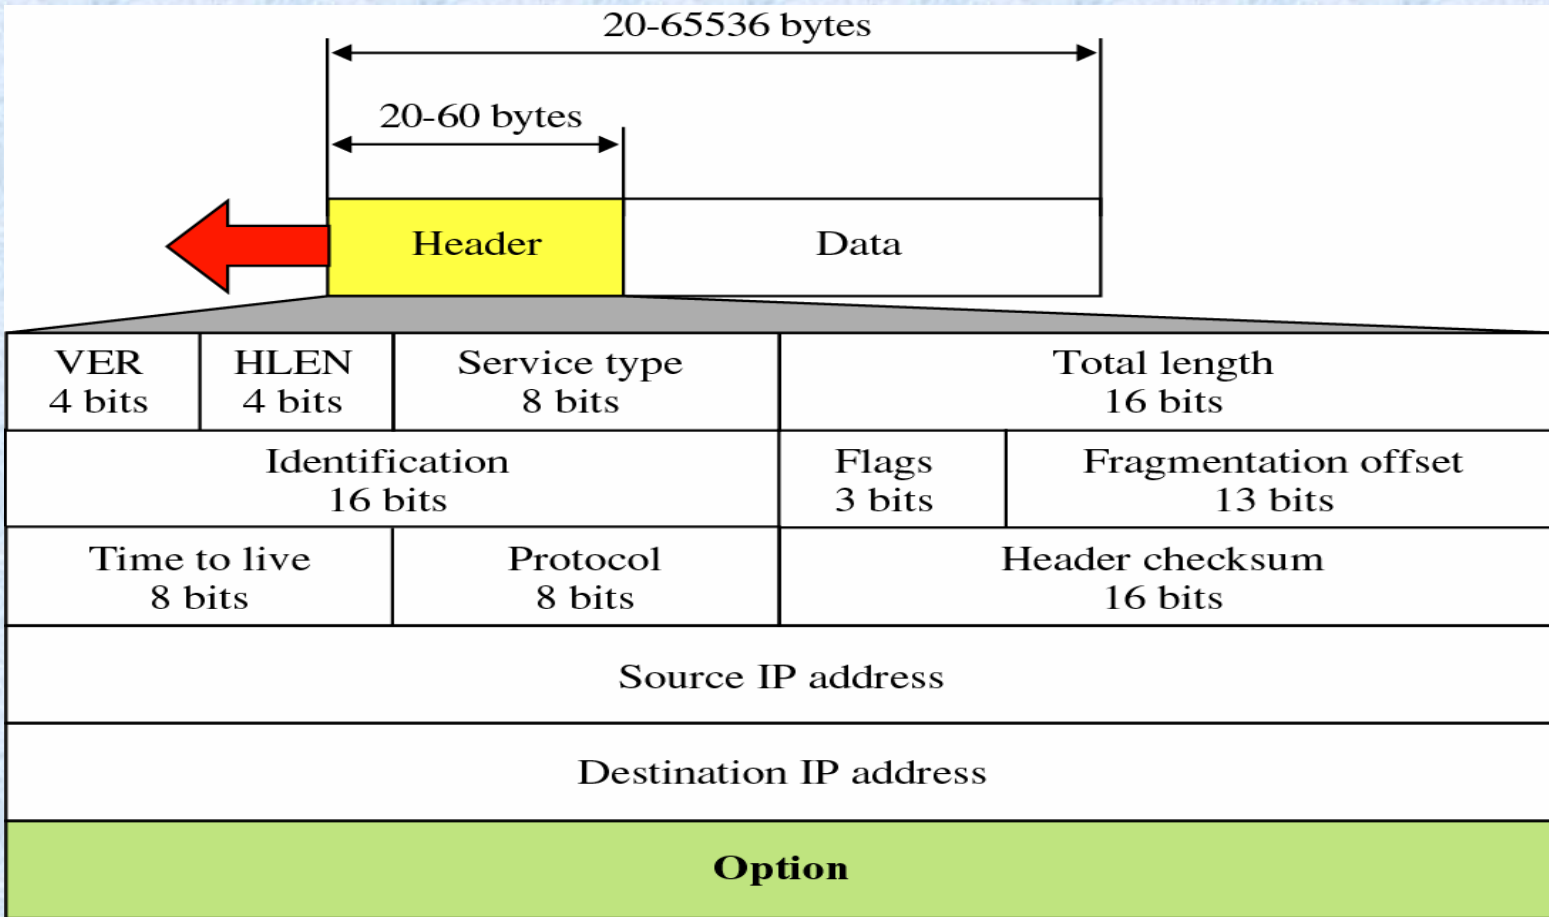 20-65536 bytes
20-60 bytes
Header
Data
VER
4 bits
HLEN
4 bits
Service type
8 bits
Total length
16 bits
Identification
16 bits
Flags
3 bits
Fragmentation offset
13 bits
Time to live
8 bits
Protocol
8 bits
Header checksum
16 bits
Source IP address
Destination IP address
Option